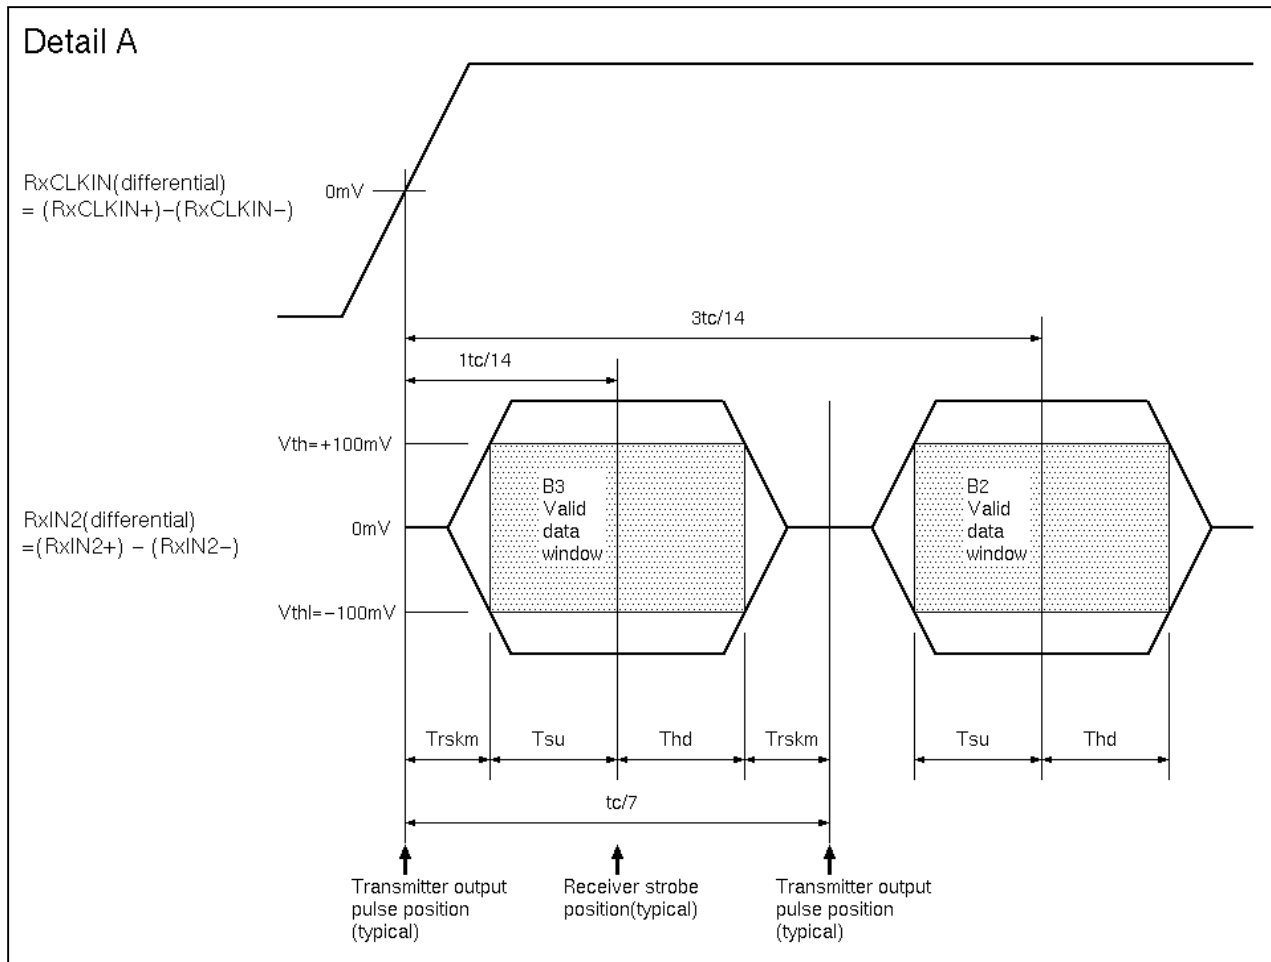 Detail A
RxCLKIN(differential)
= (RxCLKIN+)−(RxCLKIN−)
0mV
3tc/14
1tc/14
Vth=+100mV
B3
Valid
data
window
B2
Valid
data
window
RxIN2(differential)
=(RxIN2+) − (RxIN2−)
0mV
Vthl=−100mV
Trskm
Tsu
Thd
Trskm
Tsu
Thd
tc/7
Transmitter output
pulse position
(typical)
Receiver strobe
position(typical)
Transmitter output
pulse position
(typical)